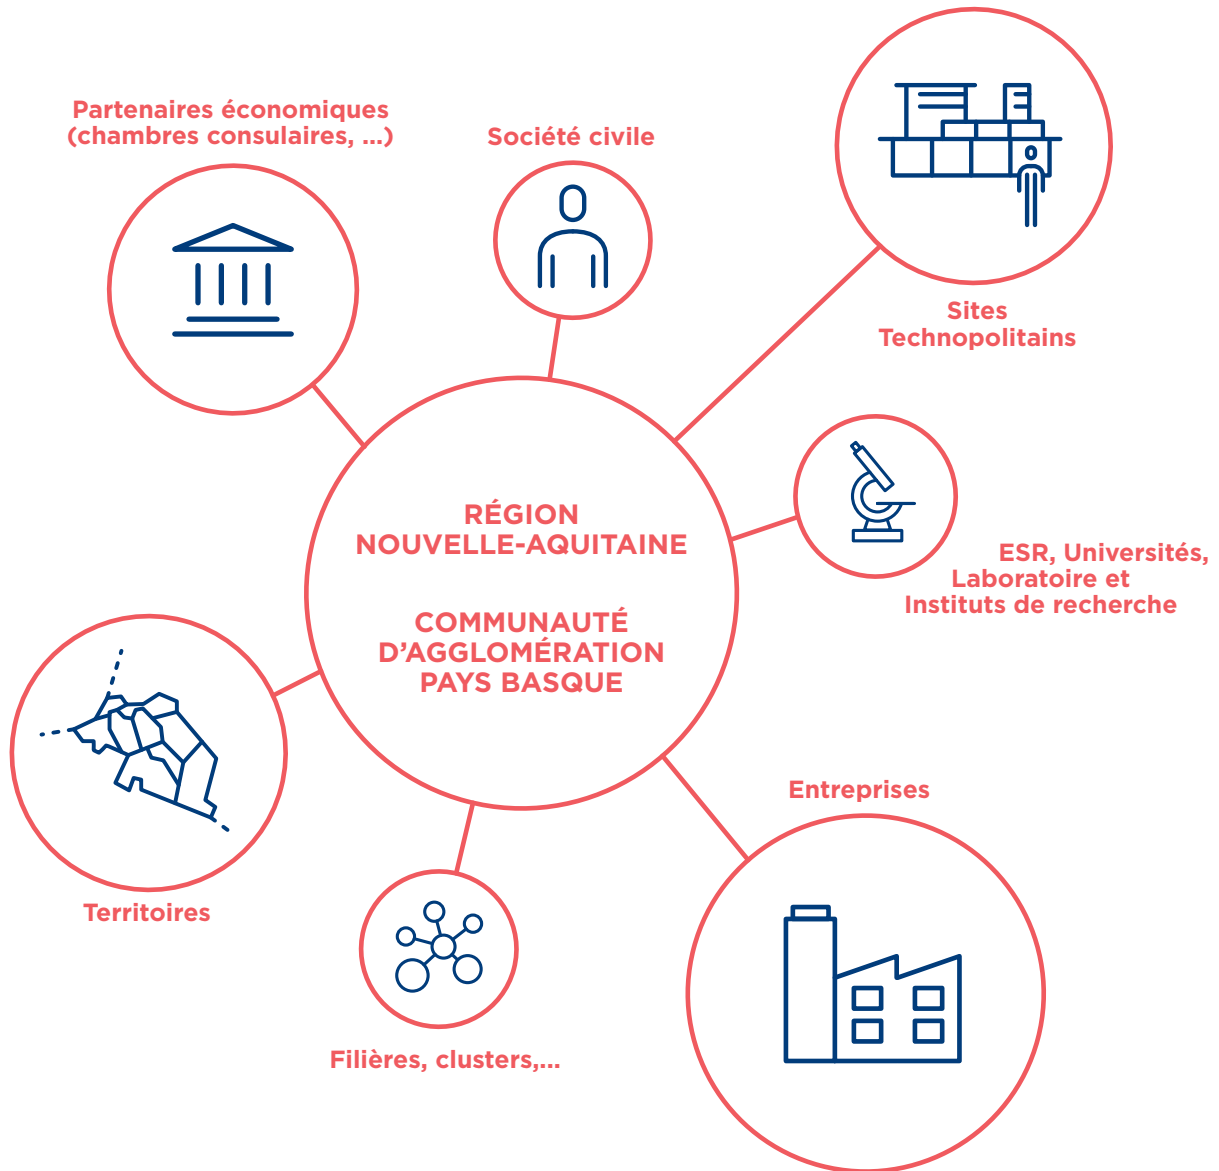 Partenaires économiques
(chambres consulaires, ...)
Société civile
Sites
Technopolitains
RÉGION
NOUVELLE-AQUITAINE
COMMUNAUTÉ
D’AGGLOMÉRATION
PAYS BASQUE
ESR, Universités,
Laboratoire et
Instituts de recherche
Territoires
Entreprises
Filières, clusters,...